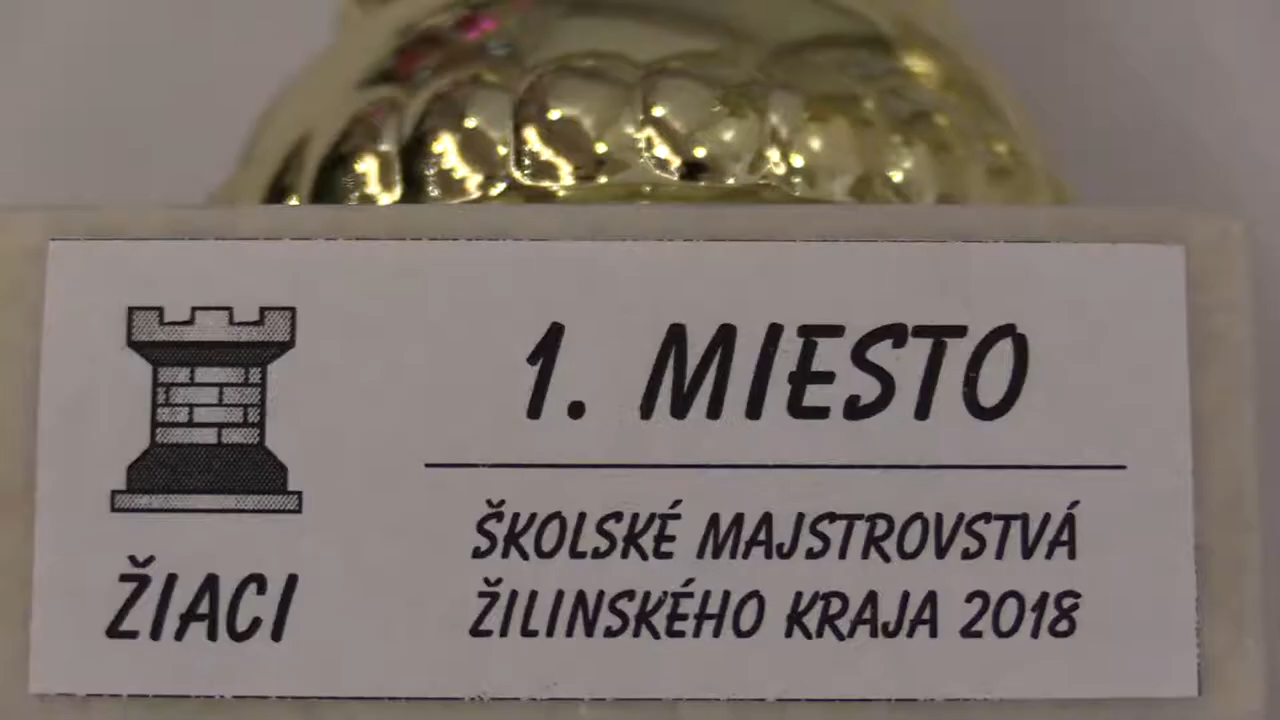 1. MIESTO
ŠKOLSKÉ MAJSTROVSTVÁ
ŽILINSKÉHO KRAJA 2018
ŽIACI